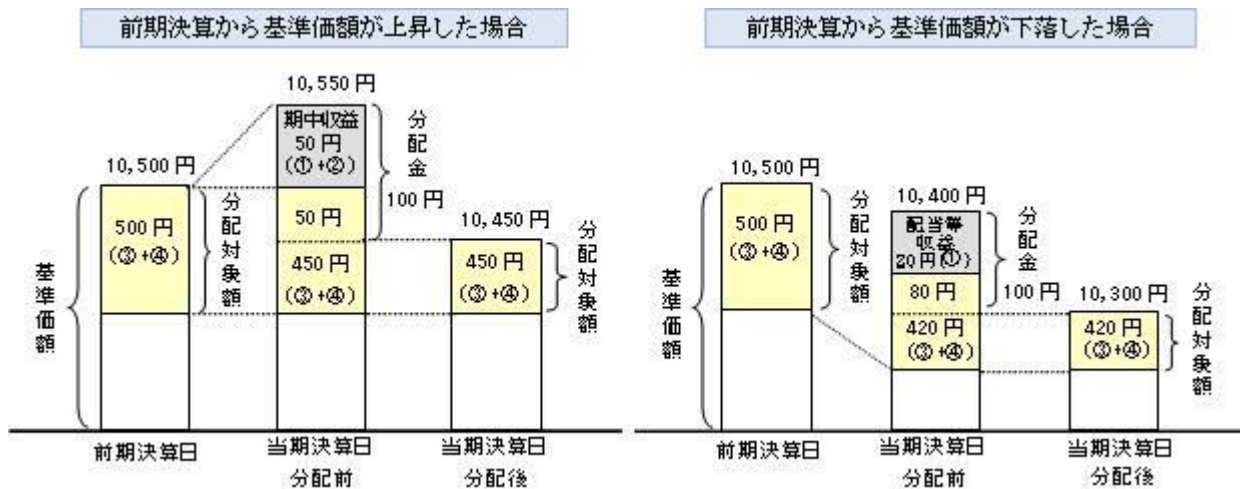 前期決算から基準価額が上昇した場合
10,550円
期中収益
50円
(①+②)
分配金
10,500円
100円
500円
(③+④)
分配対象額
50円
10,450円
450円
(③+④)
450円
(③+④)
分配対象額
基準価額
前期決算日
当期決算日
分配前
当期決算日
分配後
前期決算から基準価額が下落した場合
10,500円
500円
(③+④)
分配対象額
10,400円
配当等
収益
20円(①)
分配金
80円
100円
10,300円
420円
(③+④)
420円
(③+④)
分配対象額
基準価額
前期決算日
当期決算日
分配前
当期決算日
分配後